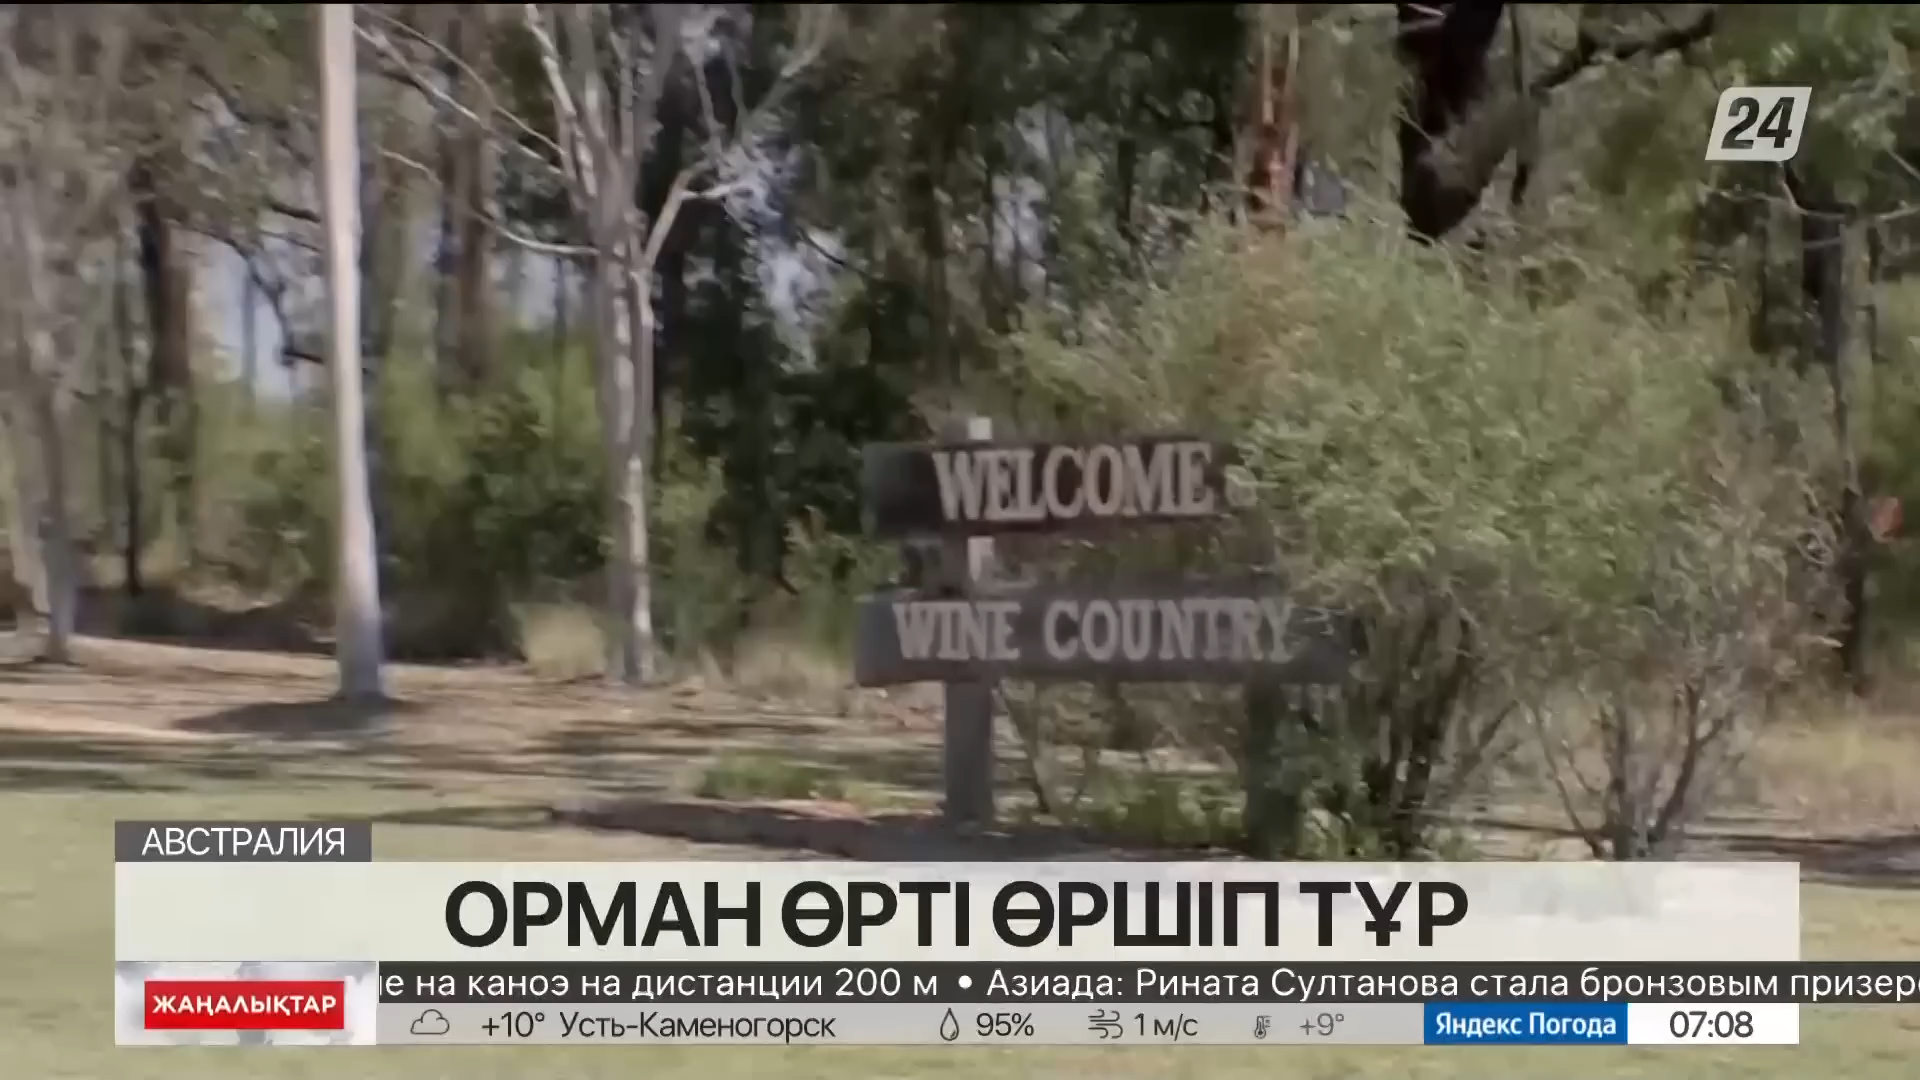 24
WELCOME
WINE COUNTRY
АВСТРАЛИЯ
ОРМАН ӨРТІ ӨРШІП ТҰР
на каноэ на дистанции 200 м • Азиада: Рината Султанова стала бронзовым
ЖАҢАЛЫҚТАР
+10° Усть-Каменогорск 95% 1 м/с +9° Яндекс Погода 07:08